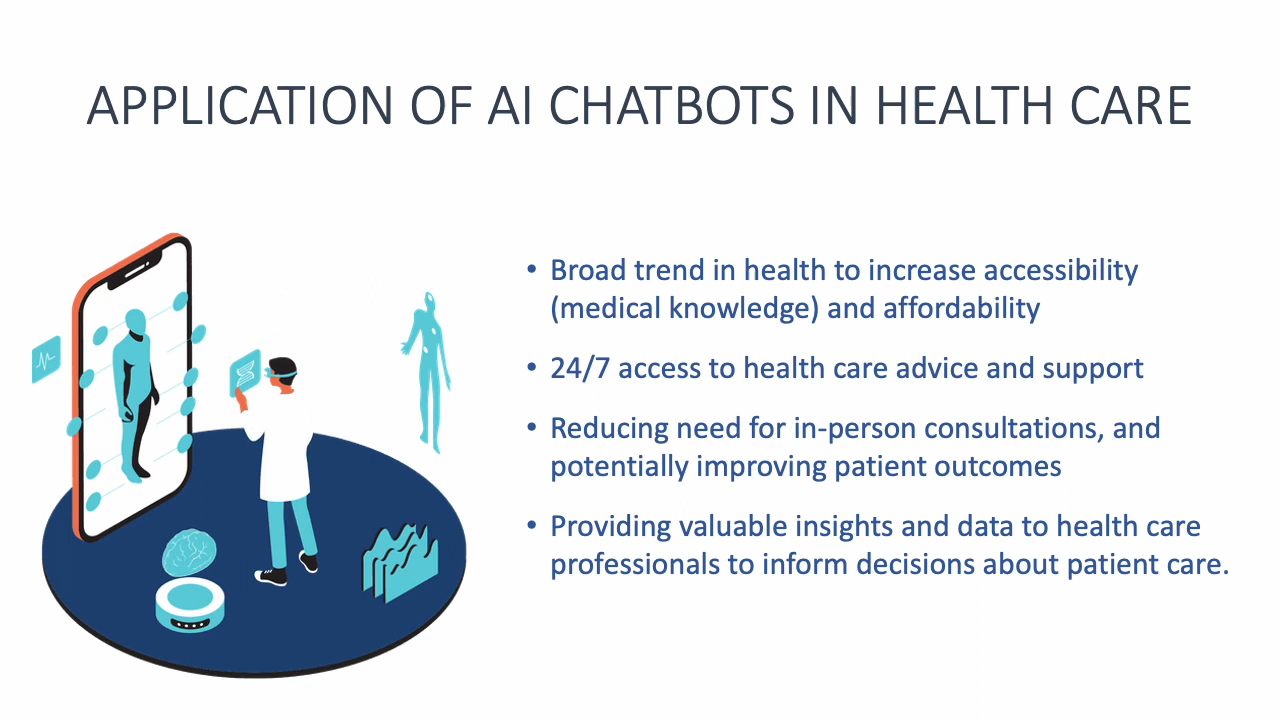 APPLICATION OF AI CHATBOTS IN HEALTH CARE
• Broad trend in health to increase accessibility
(medical knowledge) and affordability
• 24/7 access to health care advice and support
• Reducing need for in-person consultations, and
potentially improving patient outcomes
• Providing valuable insights and data to health care
professionals to inform decisions about patient care.